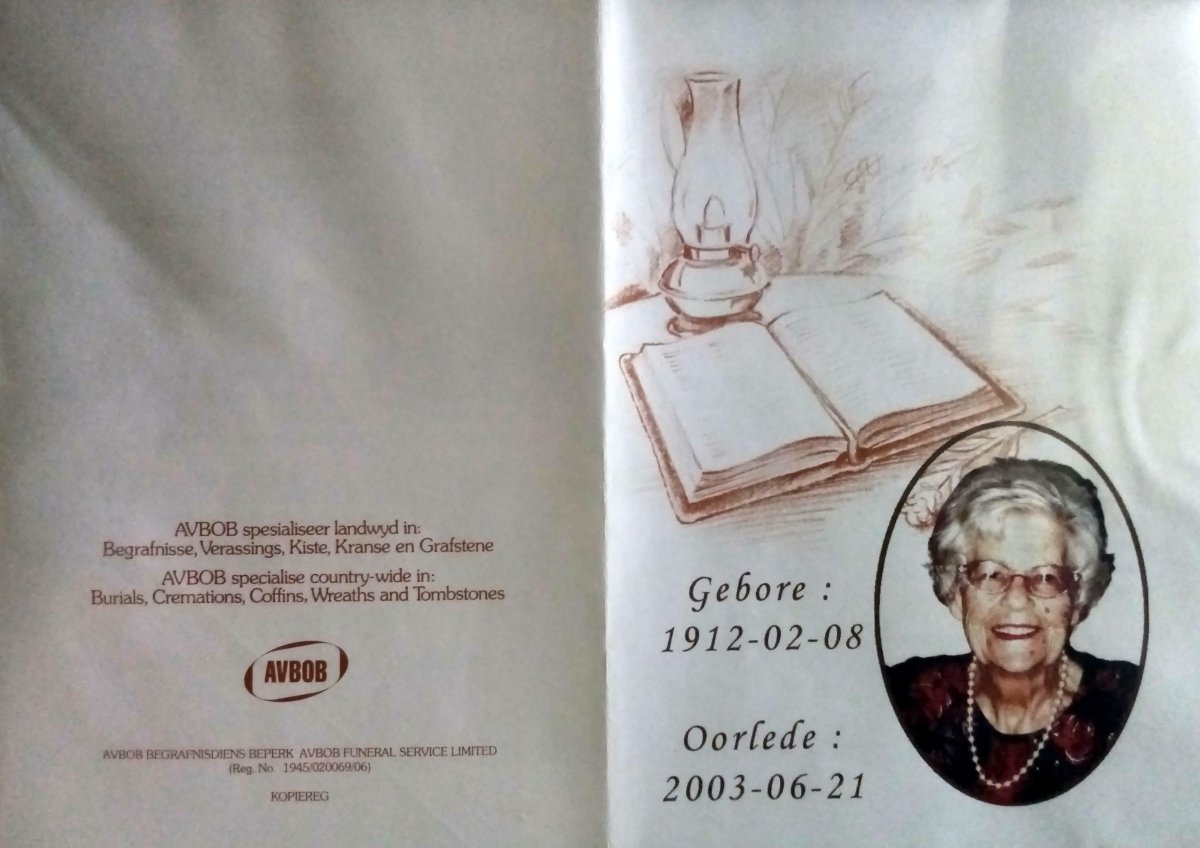 AVBOB spesialiseer landwyd in:
Begrafnisse, Verassings, Kiste, Kranse en Grafstene
AVBOB specialise country-wide in:
Burials, Cremations, Coffins, Wreaths and Tombstones
AVBOB
AVBOB BEGRAFNISDIENS BEPERK AVBOB FUNERAL SERVICE LIMITED
(Reg. No. 1945/020069/06)
KOPIEREG
Gebore :
1912-02-08
Oorlede :
2003-06-21